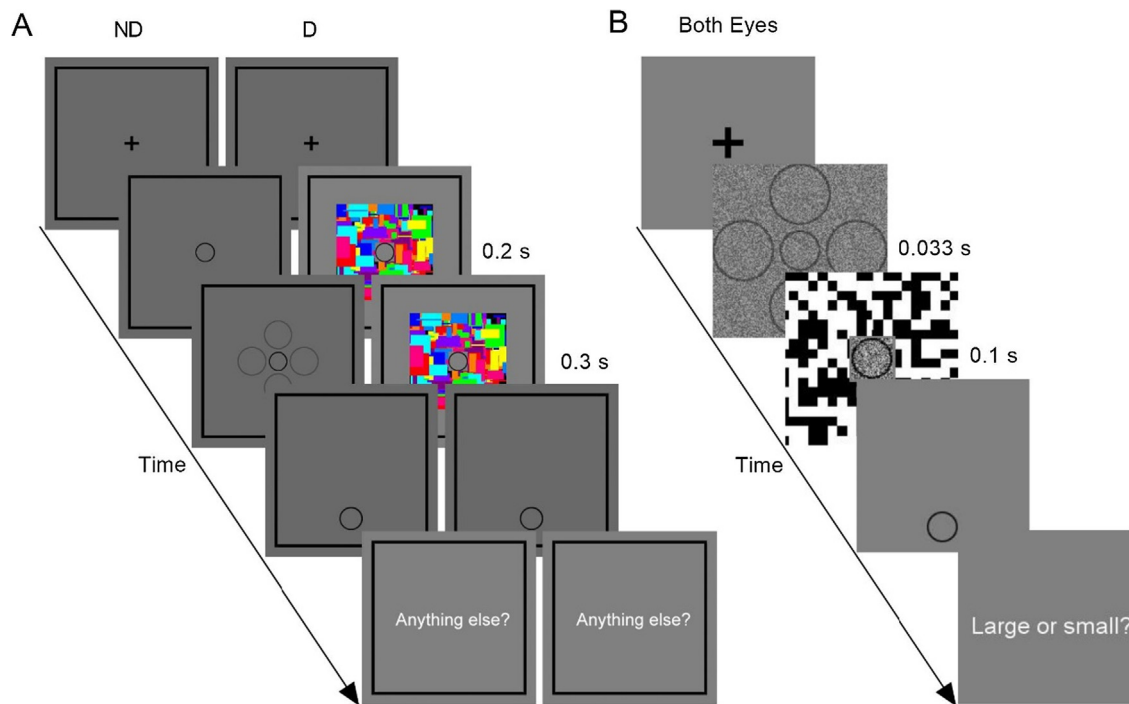 A
ND
D
0.2 s
0.3 s
Time
Anything else?
Anything else?
B
Both Eyes
0.033 s
0.1 s
Time
Large or small?